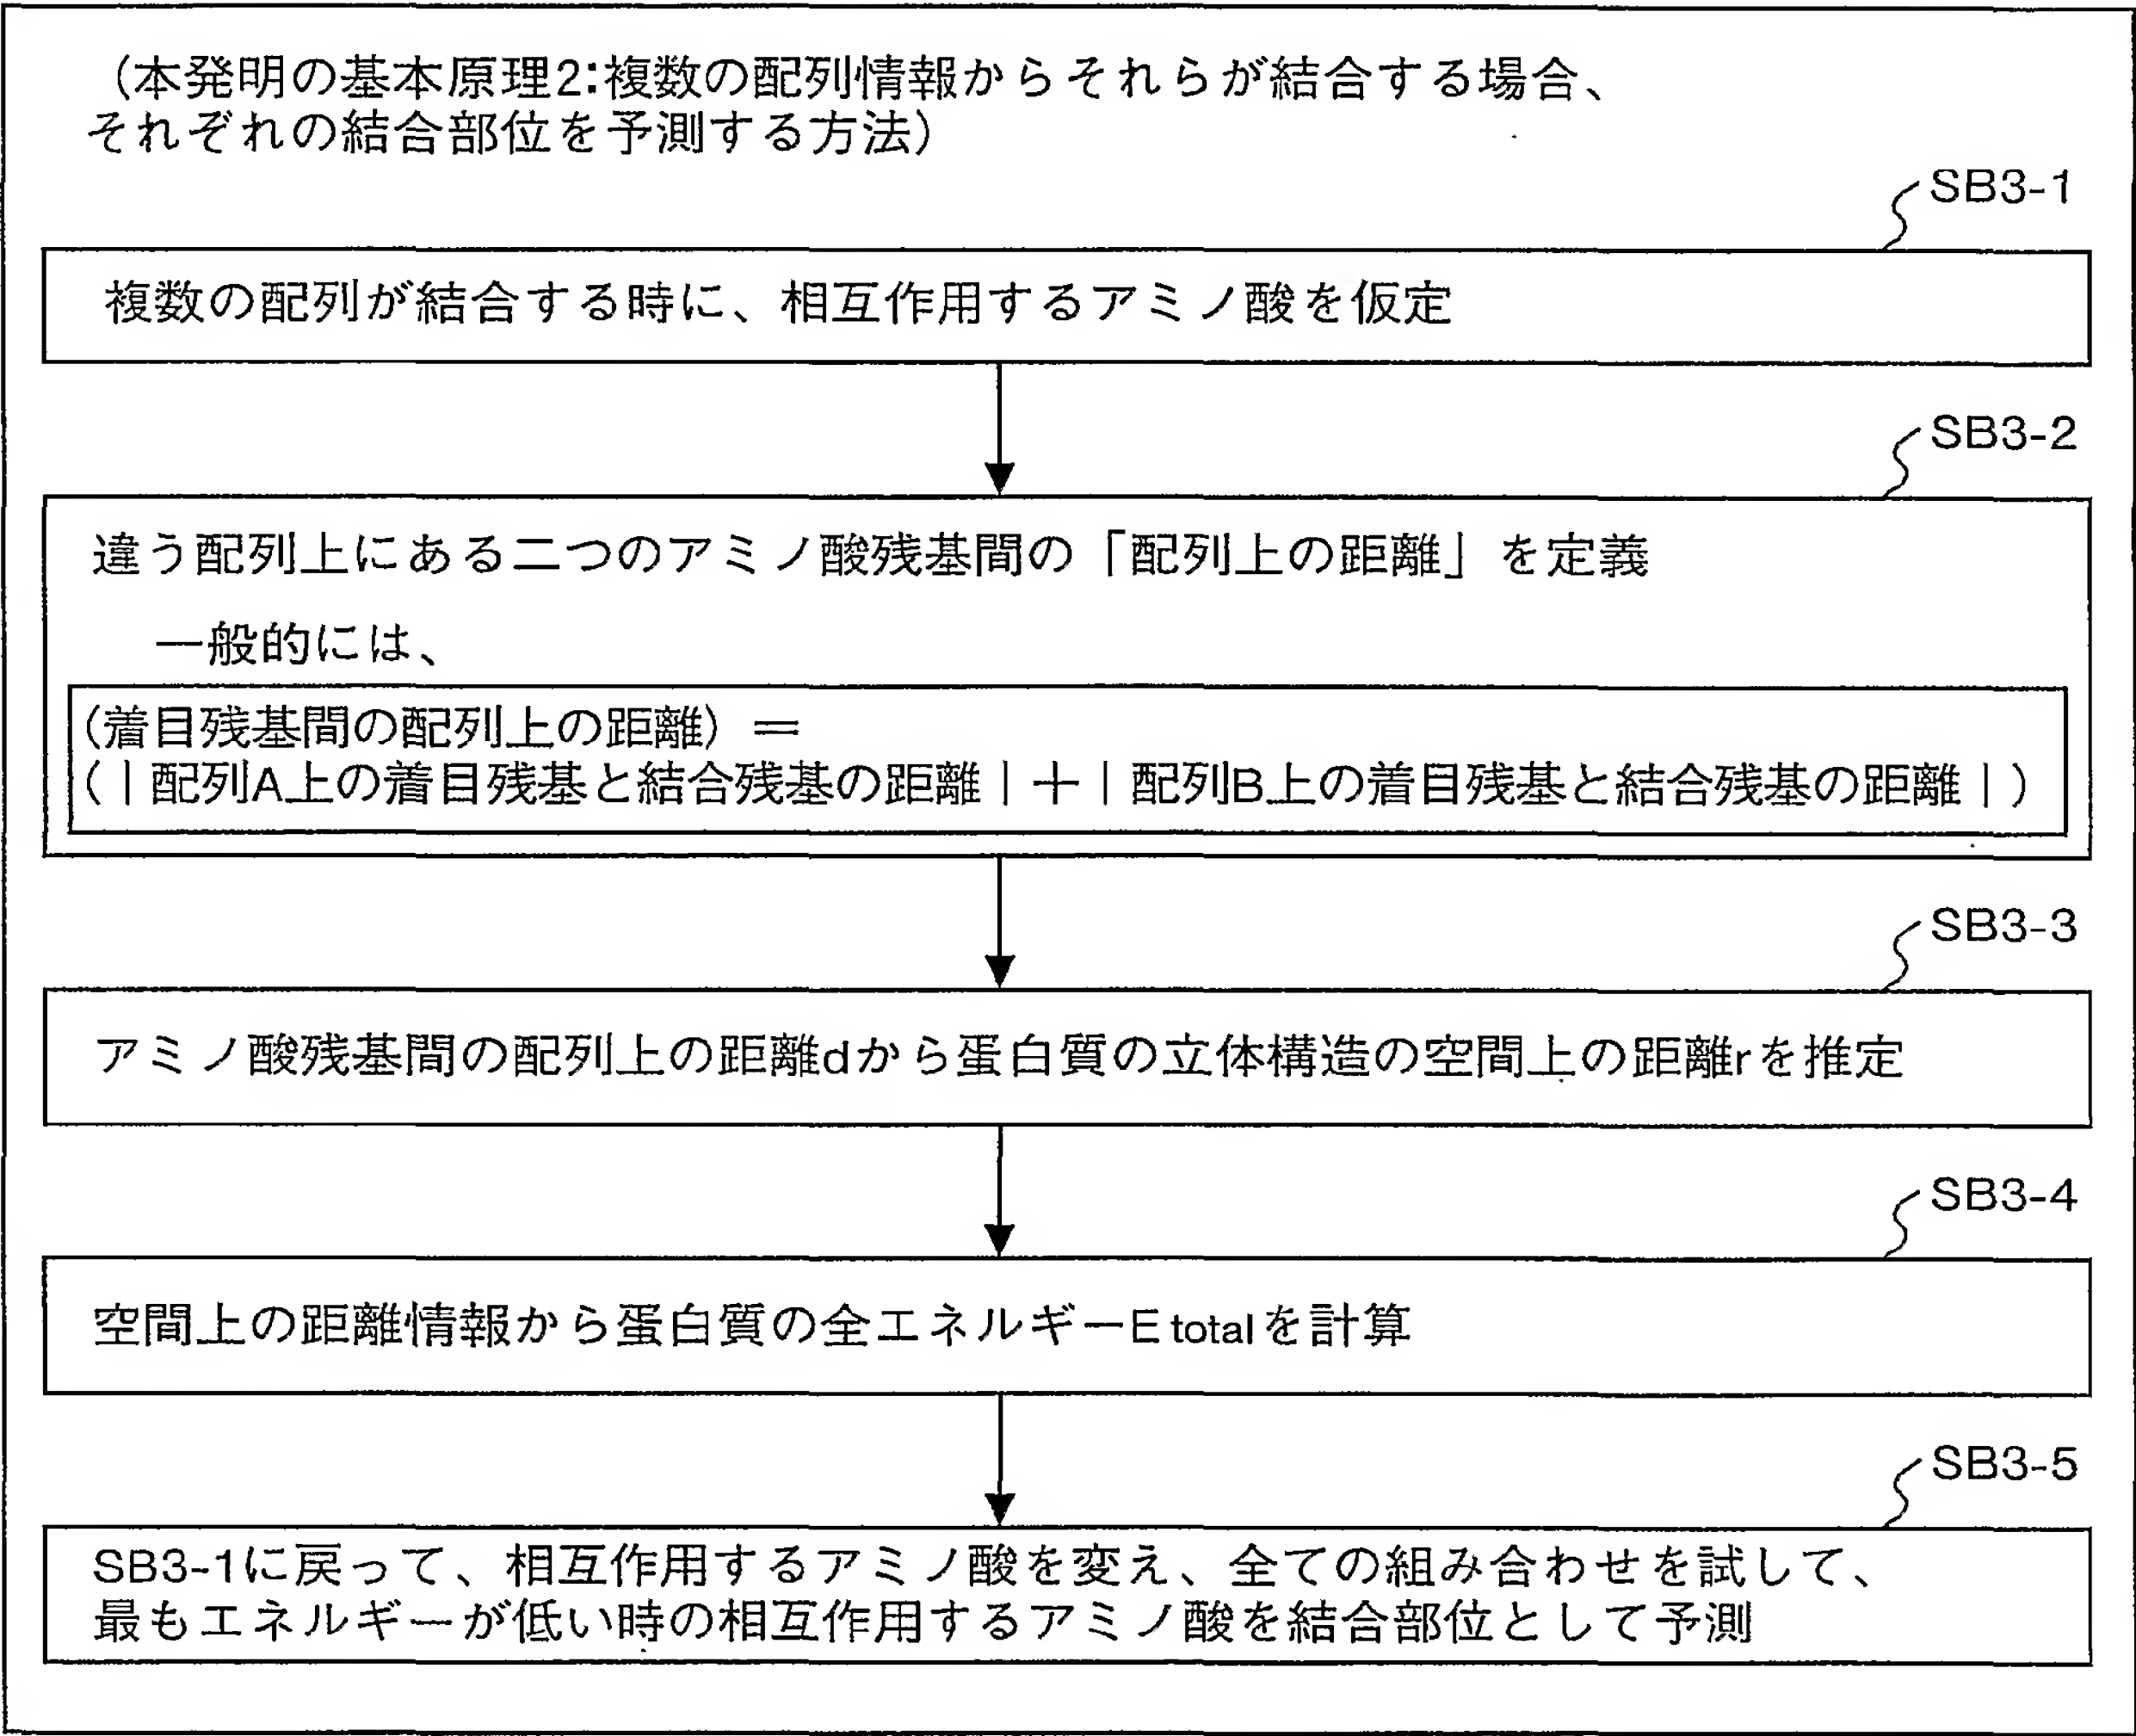 （本発明の基本原理2:複数の配列情報からそれらが結合する場合、
それぞれの結合部位を予測する方法）
SB3-1
複数の配列が結合する時に、相互作用するアミノ酸を仮定
SB3-2
違う配列上にある二つのアミノ酸残基間の「配列上の距離」を定義
一般的には、
(着目残基間の配列上の距離) ＝
(｜配列A上の着目残基と結合残基の距離｜＋｜配列B上の着目残基と結合残基の距離｜)
SB3-3
アミノ酸残基間の配列上の距離dから蛋白質の立体構造の空間上の距離rを推定
SB3-4
空間上の距離情報から蛋白質の全エネルギーE totalを計算
SB3-5
SB3-1に戻って、相互作用するアミノ酸を変え、全ての組み合わせを試して、
最もエネルギーが低い時の相互作用するアミノ酸を結合部位として予測